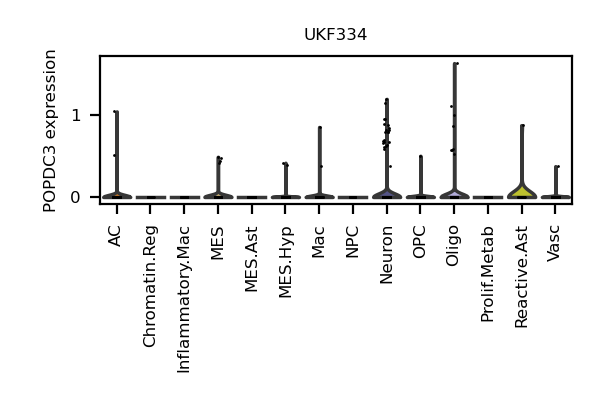 UKF334
POPDC3 expression
1
0
AC
Chromatin.Reg
Inflammatory.Mac
MES
MES.Ast
MES.Hyp
Mac
NPC
Neuron
OPC
Oligo
Prolif.Metab
Reactive.Ast
Vasc